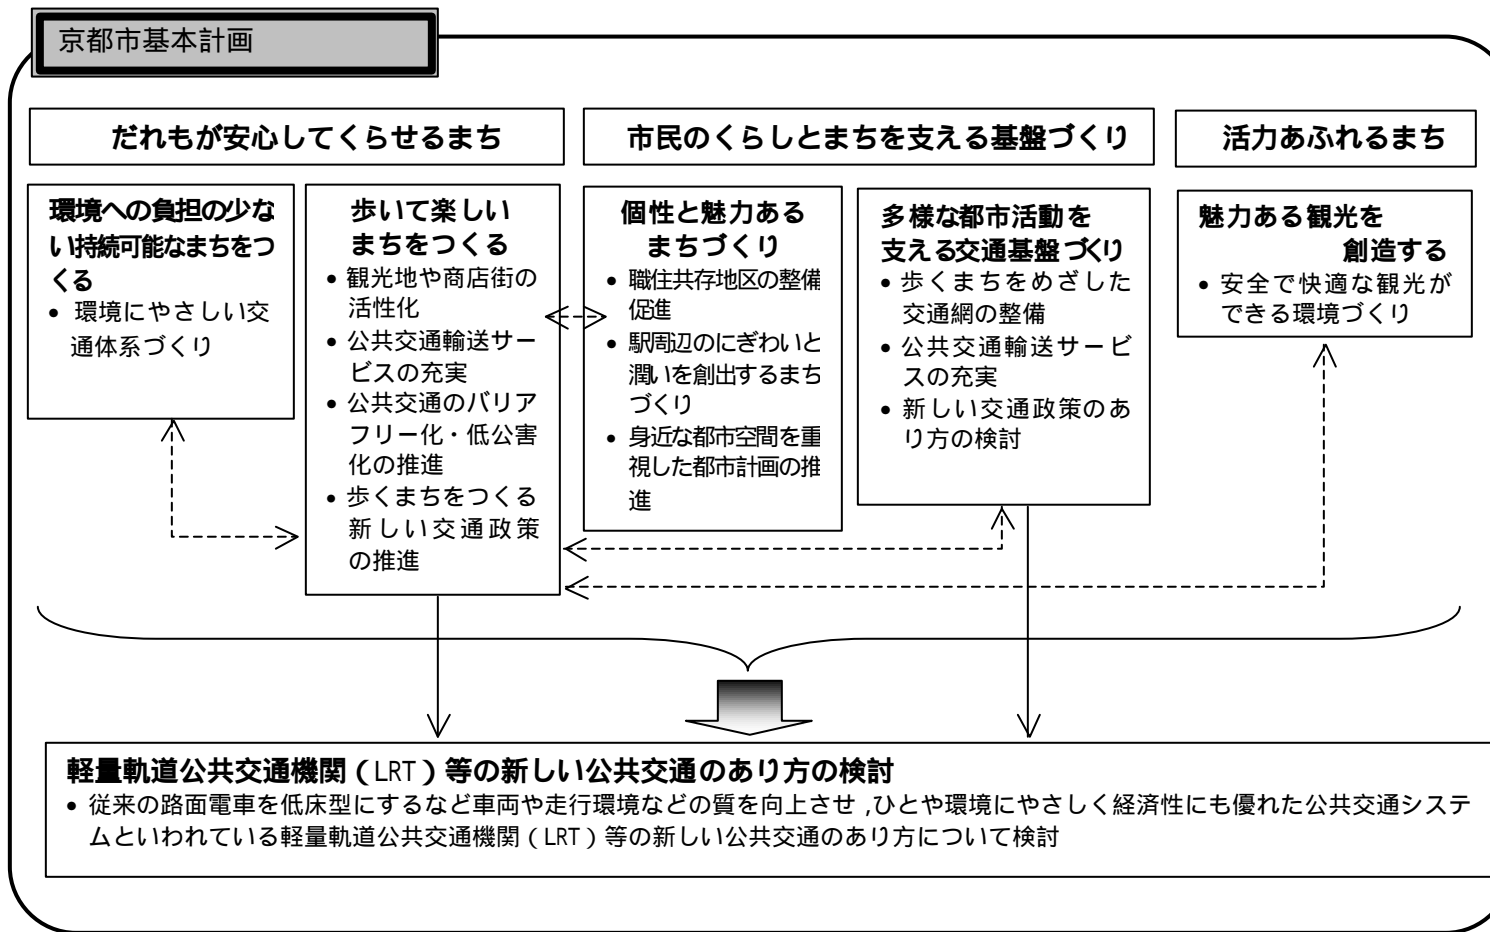 京都市基本計画
だれもが安心してくらせるまち
市民のくらしとまちを支える基盤づくり
活力あふれるまち
環境への負担の少な
い持続可能なまちをつ
くる
• 環境にやさしい交
通体系づくり
歩いて楽しい
まちをつくる
• 観光地や商店街の
活性化
• 公共交通輸送サー
ビスの充実
• 公共交通のバリア
フリー化・低公害
化の推進
• 歩くまちをつくる
新しい交通政策
の推進
個性と魅力ある
まちづくり
• 職住共存地区の整備
促進
• 駅周辺のにぎわいと
潤いを創出するまち
づくり
• 身近な都市空間を重
視した都市計画の推
進
多様な都市活動を
支える交通基盤づくり
• 歩くまちをめざした
交通網の整備
• 公共交通輸送サービ
スの充実
• 新しい交通政策のあ
り方の検討
魅力ある観光を
創造する
• 安全で快適な観光が
できる環境づくり
軽量軌道公共交通機関(LRT)等の新しい公共交通のあり方の検討
• 従来の路面電車を低床型にするなど車両や走行環境などの質を向上させ,ひとや環境にやさしく経済性にも優れた公共交通システ
ムといわれている軽量軌道公共交通機関(LRT)等の新しい公共交通のあり方について検討